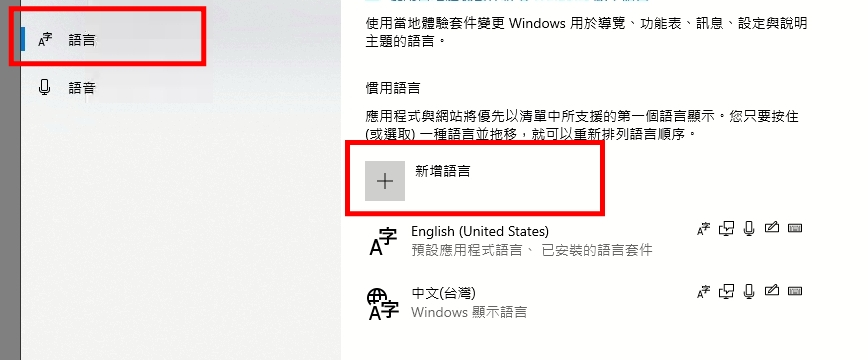 語言
語音
使用當地體驗套件變更 Windows 用於導覽、功能表、訊息、設定與說明
主題的語言。
慣用語言
應用程式與網站將優先以清單中所支援的第一個語言顯示。您只要按住
(或選取) 一種語言並拖移，就可以重新排列語言順序。
新增語言
English (United States)
預設應用程式語言、 已安裝的語言套件
中文(台灣)
Windows 顯示語言